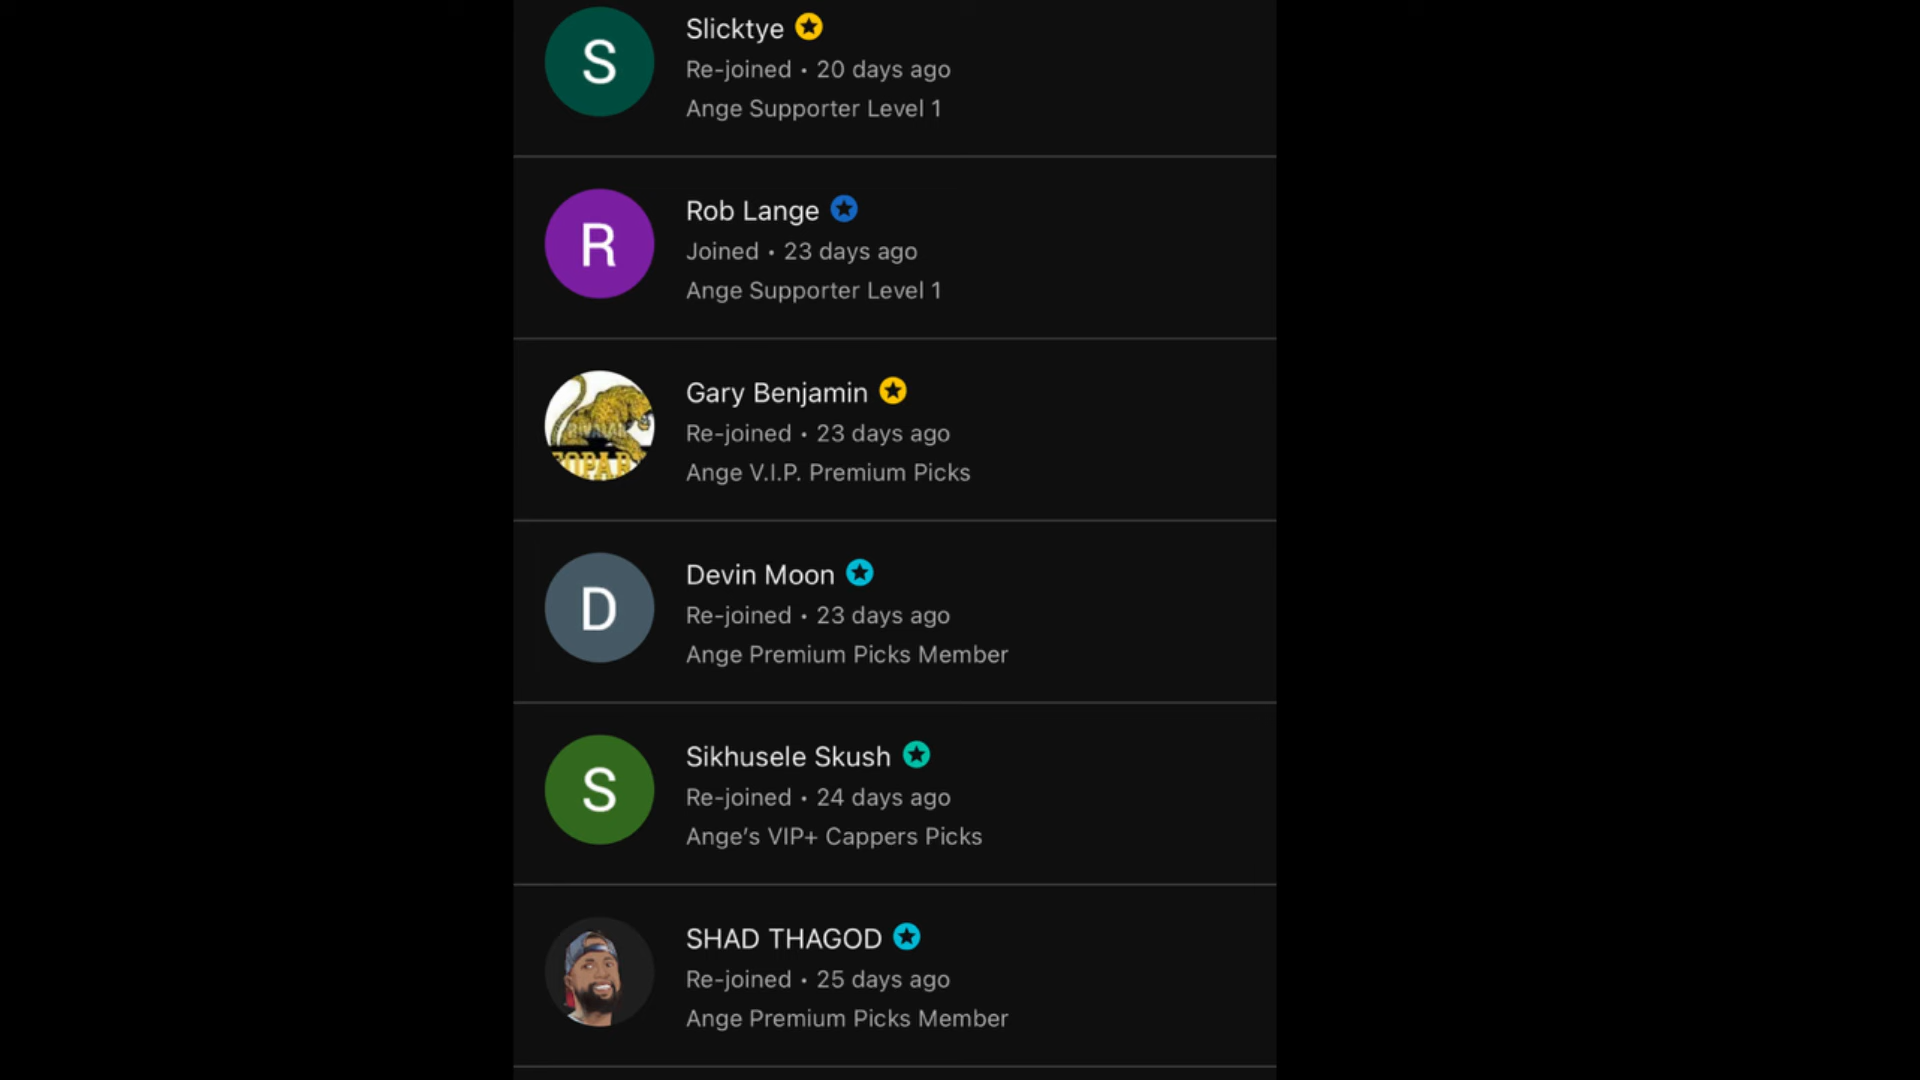 S
Slicktye
Re-joined • 20 days ago
Ange Supporter Level 1
R
Rob Lange
Joined • 23 days ago
Ange Supporter Level 1
Gary Benjamin
Re-joined • 23 days ago
Ange V.I.P. Premium Picks
D
Devin Moon
Re-joined • 23 days ago
Ange Premium Picks Member
S
Sikhusele Skush
Re-joined • 24 days ago
Ange’s VIP+ Cappers Picks
SHAD THAGOD
Re-joined • 25 days ago
Ange Premium Picks Member